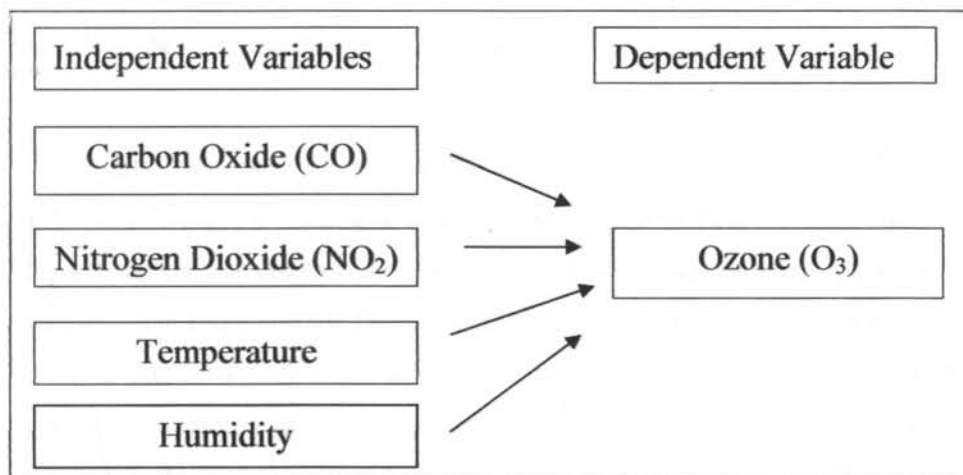 Independent Variables
Dependent Variable
Carbon Oxide (CO)
Nitrogen Dioxide (NO₂)
Ozone (O₃)
Temperature
Humidity